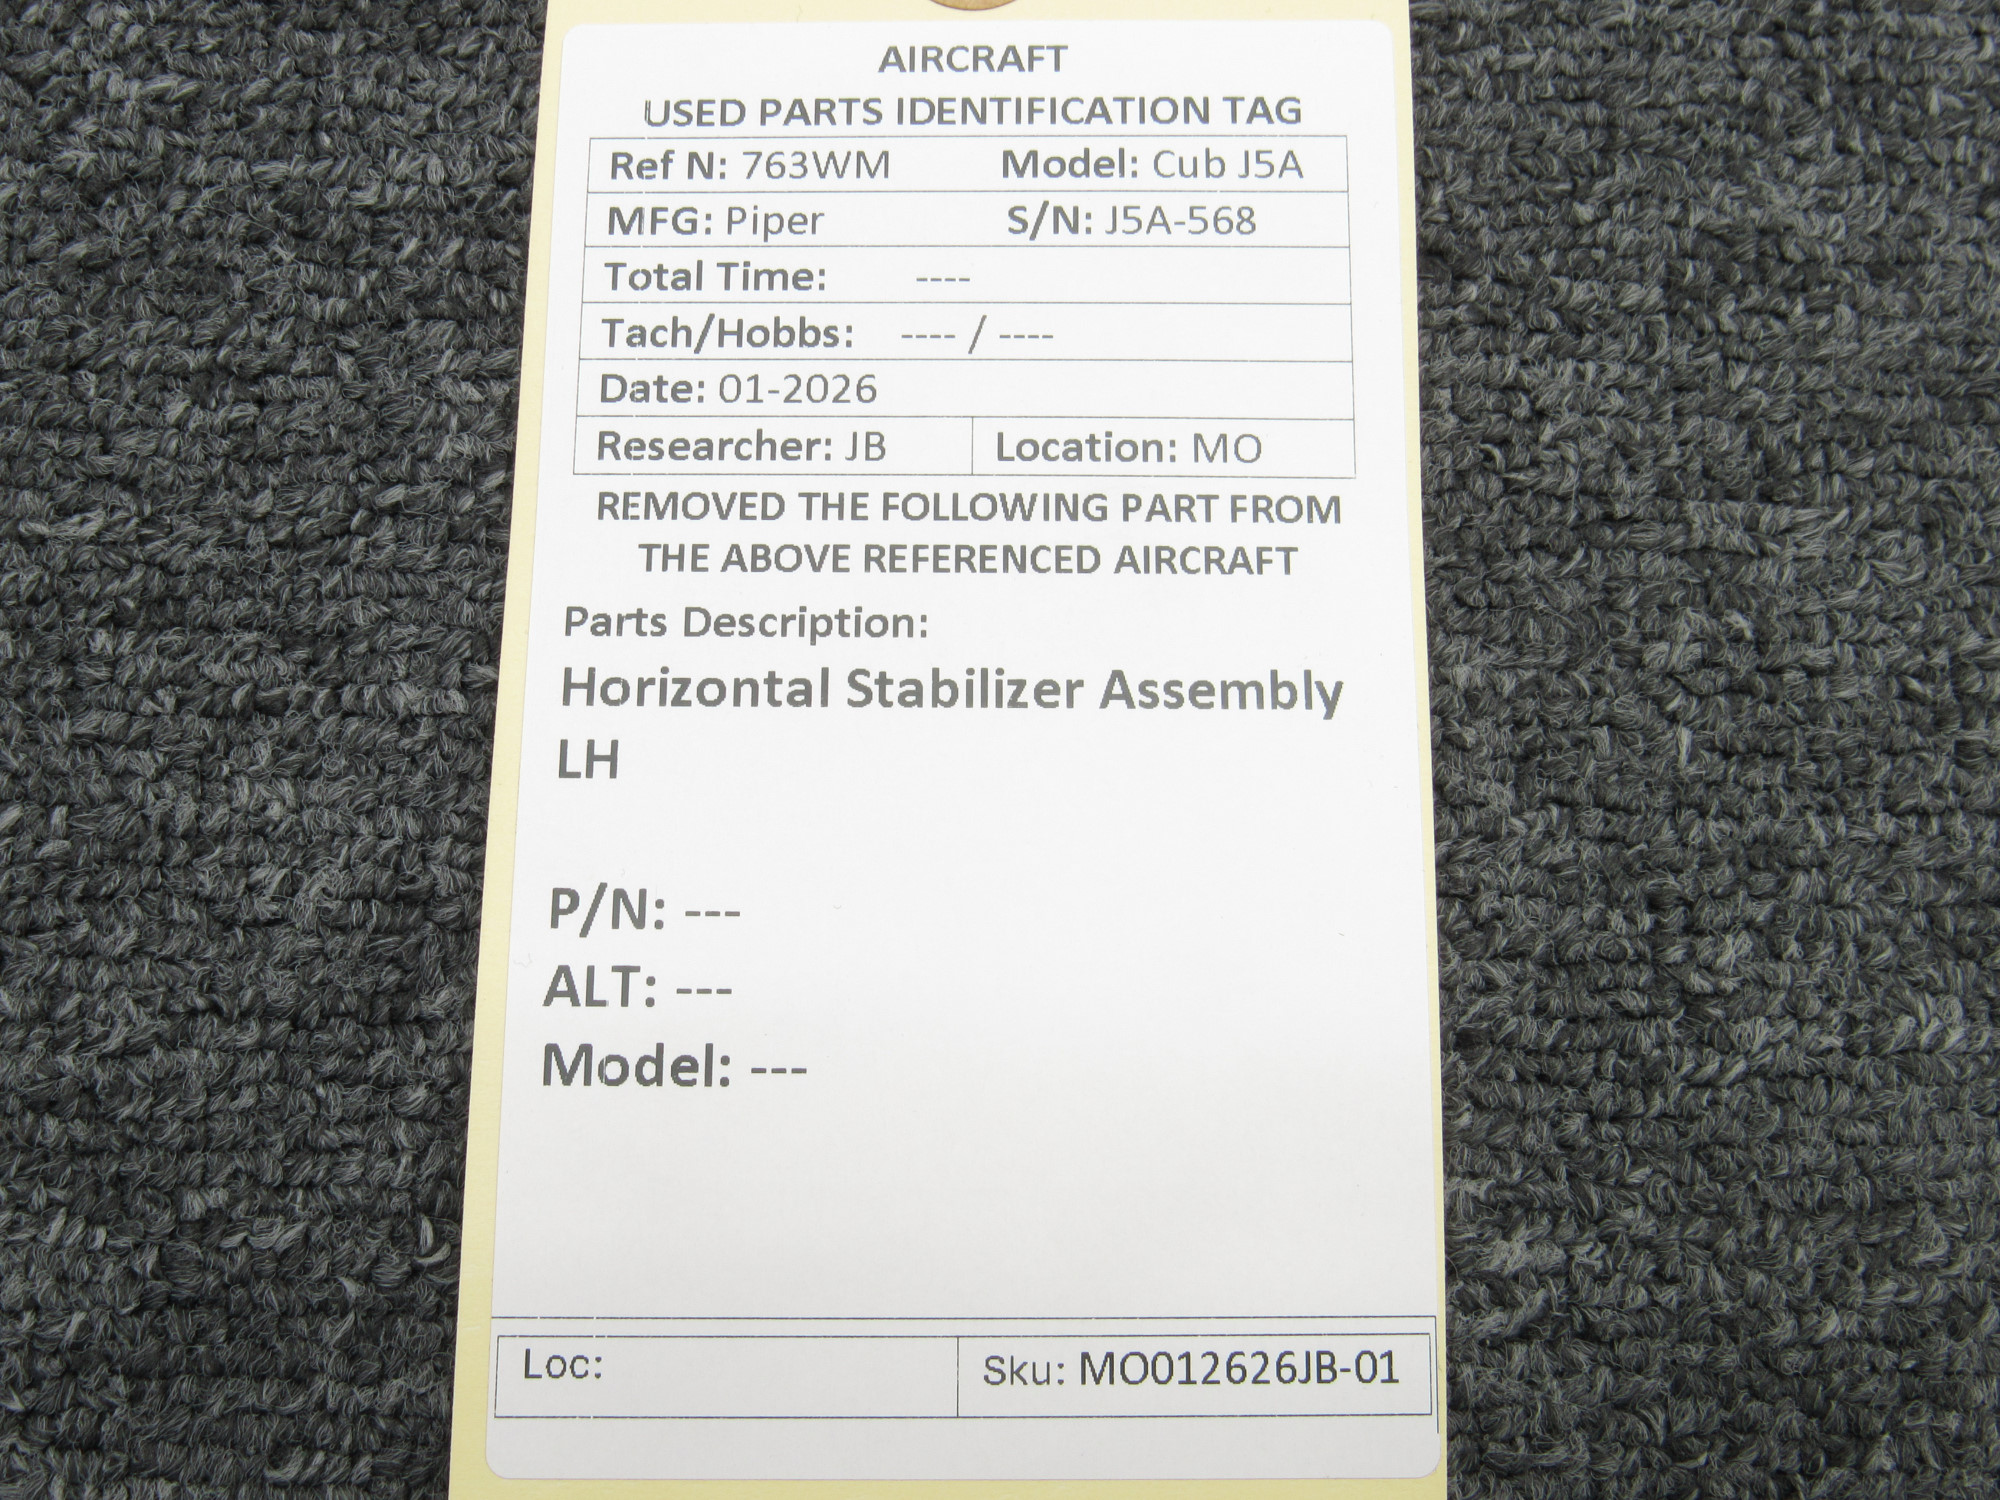 AIRCRAFT
USED PARTS IDENTIFICATION TAG
Ref N: 763WM Model: Cub J5A
MFG: Piper S/N: J5A-568
Total Time: ----
Tach/Hobbs: ---- / ----
Date: 01-2026
Researcher: JB Location: MO
REMOVED THE FOLLOWING PART FROM
THE ABOVE REFERENCED AIRCRAFT
Parts Description:
Horizontal Stabilizer Assembly
LH
P/N: ---
ALT: ---
Model: ---
Loc: Sku: MO012626JB-01